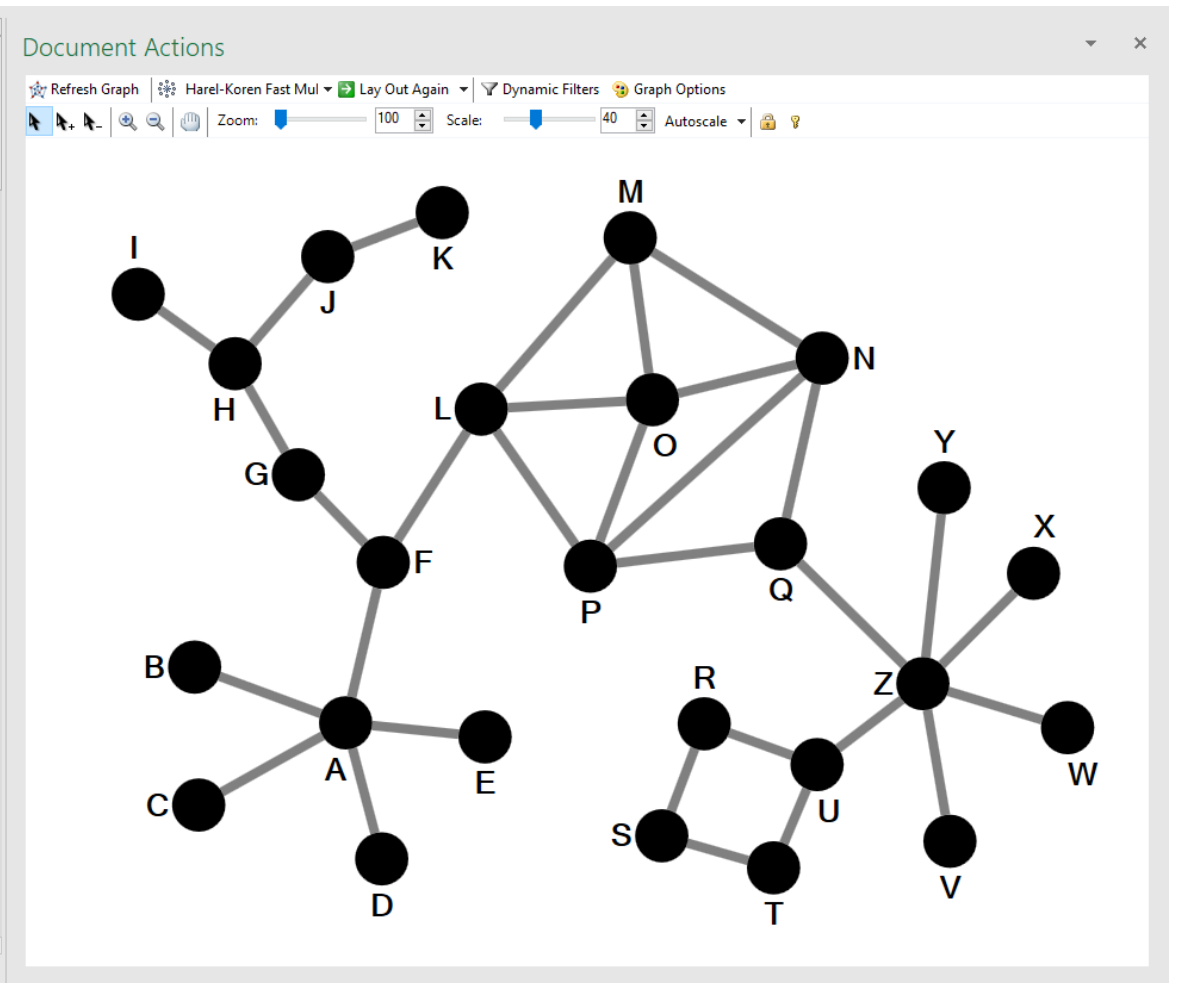 Document Actions
Refresh Graph Harel-Koren Fast Mul Lay Out Again Dynamic Filters Graph Options
Zoom: 100 Scale: 40 Autoscale
M
I
K
J
N
H
L
O
Y
G
X
F
Q
P
B
R
Z
A
E
W
C
U
S
V
D
T